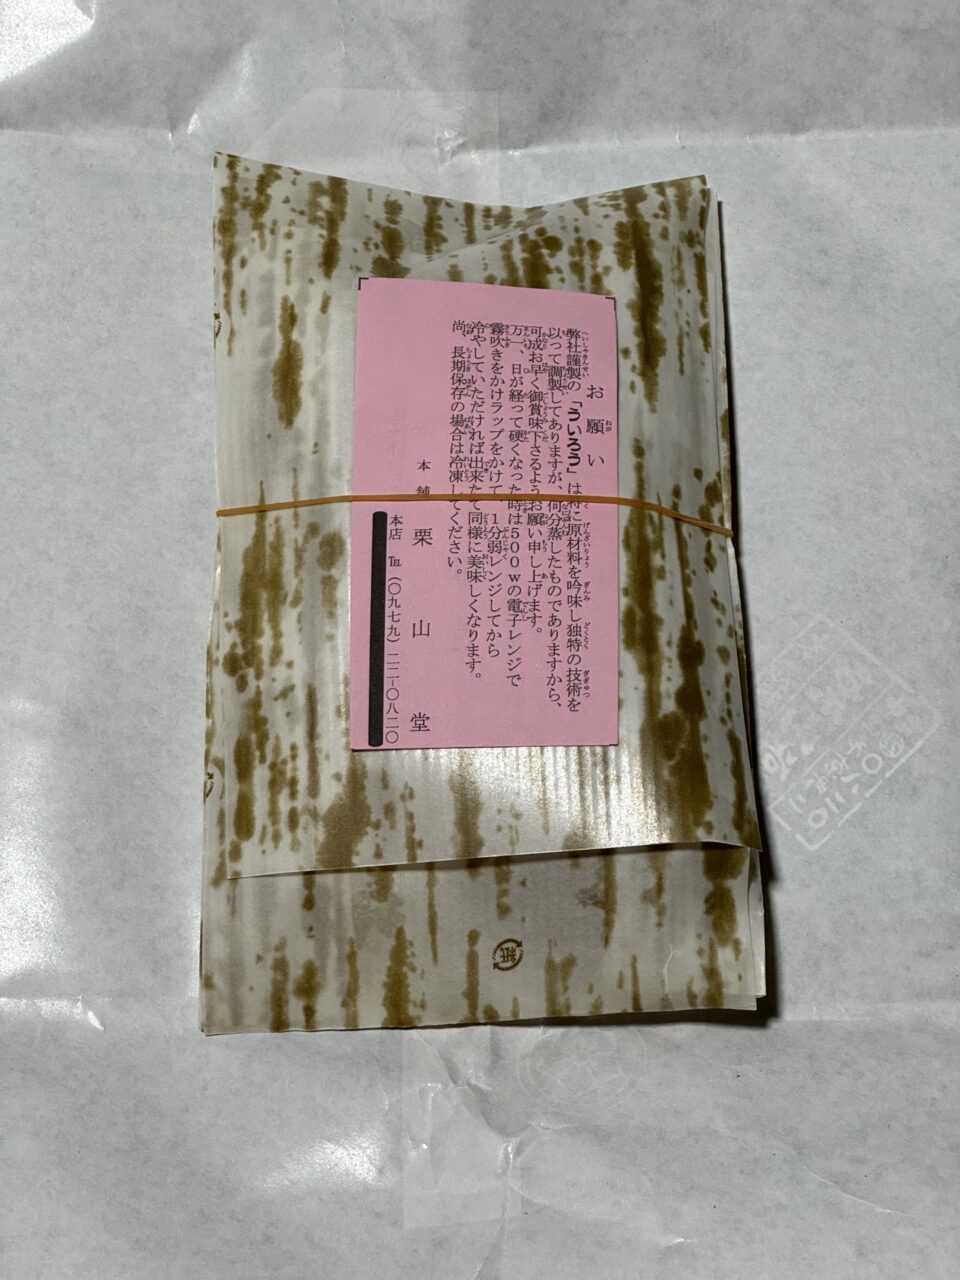 お願い
弊社謹製の「ういろう」は特に原材料を吟味し独特の技術を
以って調製してありますが、何分蒸したものでありますから、
可成お早く御賞味下さるようお願い申し上げます。
万一、日が経って硬くなった時は500wの電子レンジで
霧吹きをかけラップをかけて1分弱レンジしてから
冷やしていただければ出来たて同様に美味しくなります。
尚、長期保存の場合は冷凍してください。
本舗 栗山堂
本店 ℡(〇九七九)二二-〇八二〇